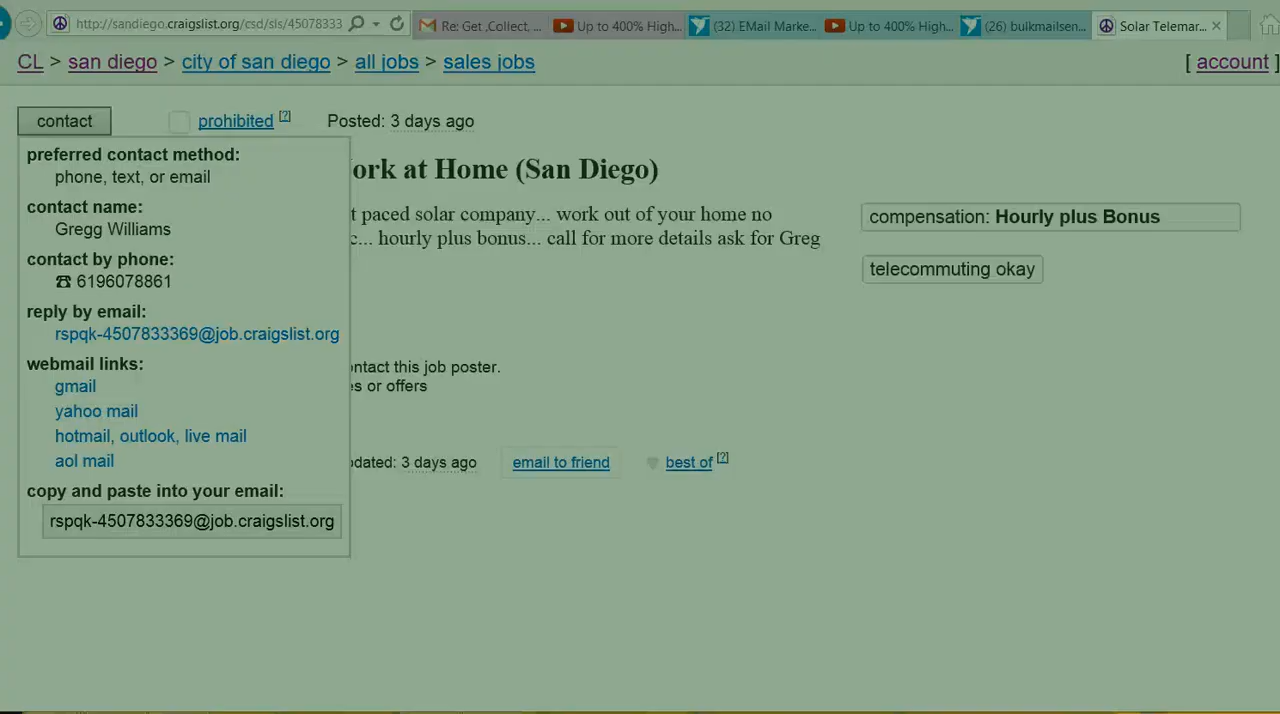 http://sandiego.craigslist.org/csd/sls/45078333
Re: Get ,Collect, ...
Up to 400% High...
(32) EMail Marke...
Up to 400% High...
(26) bulkmailsen...
Solar Telemar...
CL > san diego > city of san diego > all jobs > sales jobs
[ account ]
contact
prohibited [?]
Posted: 3 days ago
preferred contact method:
phone, text, or email
contact name:
Gregg Williams
contact by phone:
☎ 6196078861
reply by email:
rspqk-4507833369@job.craigslist.org
webmail links:
gmail
yahoo mail
hotmail, outlook, live mail
aol mail
copy and paste into your email:
rspqk-4507833369@job.craigslist.org
ork at Home (San Diego)
t paced solar company... work out of your home no
c... hourly plus bonus... call for more details ask for Greg
compensation: Hourly plus Bonus
telecommuting okay
ntact this job poster.
es or offers
dated: 3 days ago
email to friend
best of [?]